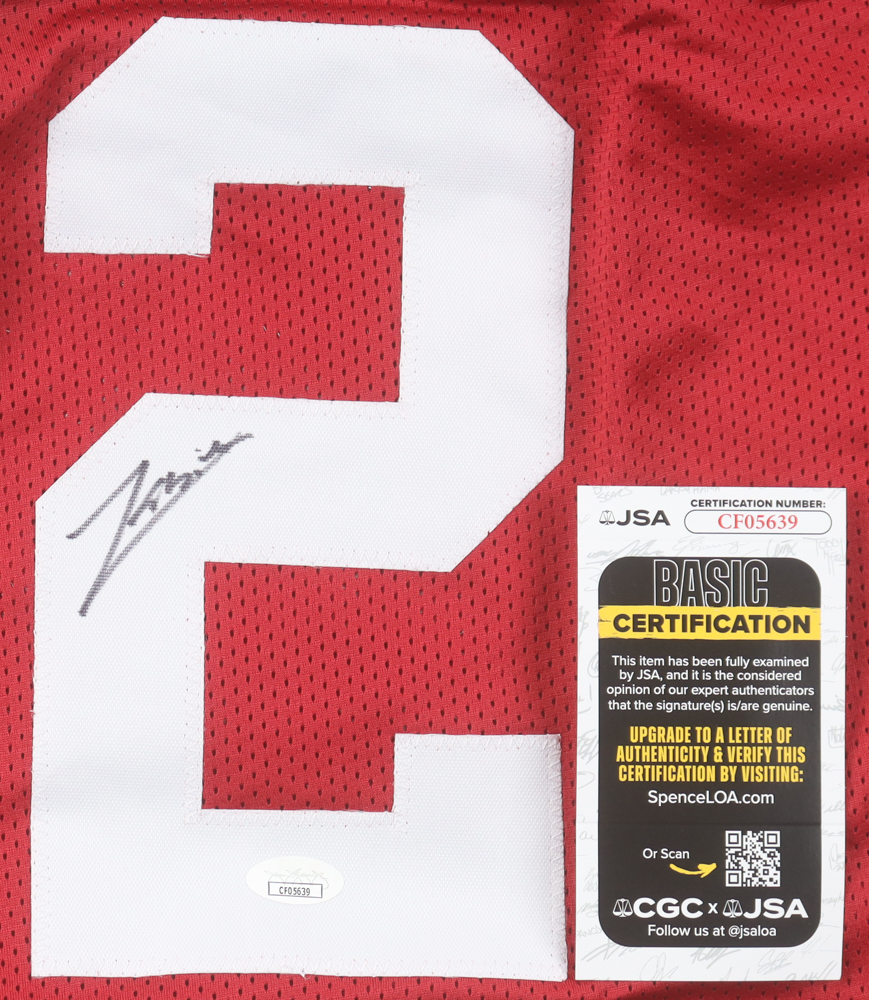 2
JSA
CERTIFICATION NUMBER:
CF05639
BASIC
CERTIFICATION
This item has been fully examined
by JSA, and it is the considered
opinion of our expert authenticators
that the signature(s) is/are genuine.
UPGRADE TO A LETTER OF
AUTHENTICITY & VERIFY THIS
CERTIFICATION BY VISITING:
SpenceLOA.com
Or Scan
CGC x JSA
Follow us at @jsaloa
CF05639